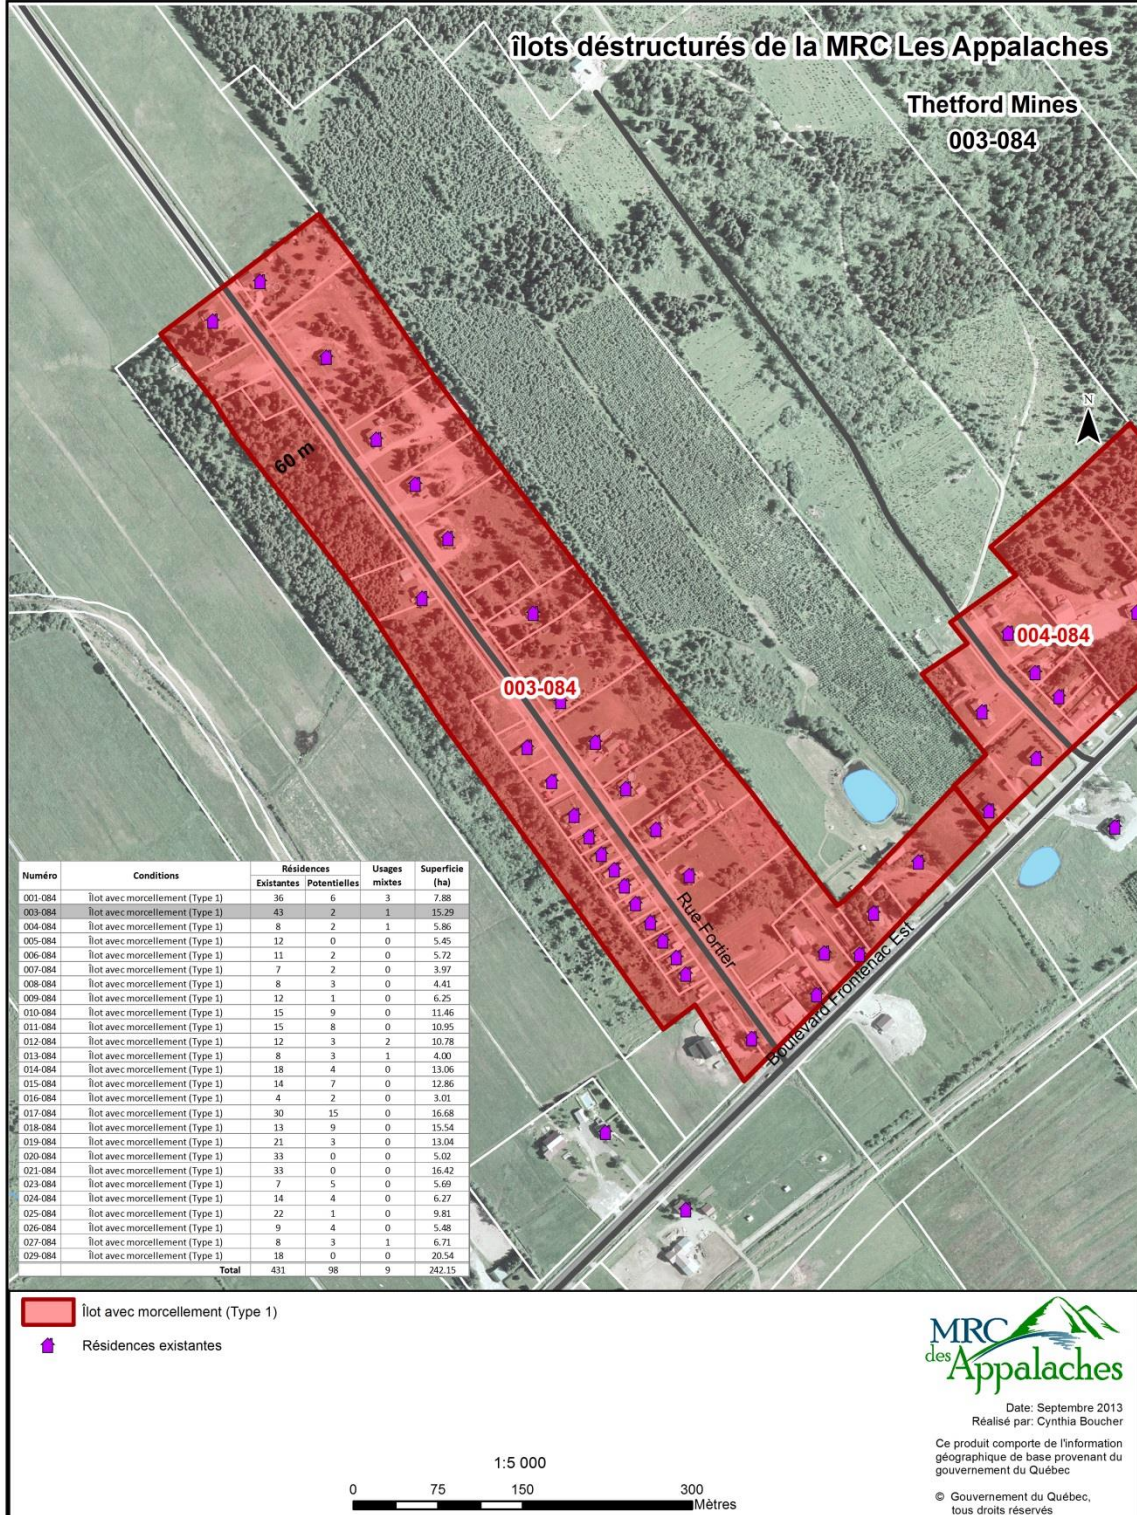 îlots déstructurés de la MRC Les Appalaches
Thetford Mines
003-084
N
60 m
003-084
004-084
Rue Fortier
Boulevard Frontenac Est
Numéro Conditions Résidences Usages mixtes Superficie (ha)
Existantes Potentielles
001-084 Îlot avec morcellement (Type 1) 36 6 3 7.88
003-084 Îlot avec morcellement (Type 1) 43 2 1 15.29
004-084 Îlot avec morcellement (Type 1) 8 2 1 5.86
005-084 Îlot avec morcellement (Type 1) 12 0 0 5.45
006-084 Îlot avec morcellement (Type 1) 11 2 0 5.72
007-084 Îlot avec morcellement (Type 1) 7 2 0 3.97
008-084 Îlot avec morcellement (Type 1) 8 3 0 4.41
009-084 Îlot avec morcellement (Type 1) 12 1 0 6.25
010-084 Îlot avec morcellement (Type 1) 15 9 0 11.46
011-084 Îlot avec morcellement (Type 1) 15 8 0 10.95
012-084 Îlot avec morcellement (Type 1) 12 3 2 10.78
013-084 Îlot avec morcellement (Type 1) 8 3 1 4.00
014-084 Îlot avec morcellement (Type 1) 18 4 0 13.06
015-084 Îlot avec morcellement (Type 1) 14 7 0 12.86
016-084 Îlot avec morcellement (Type 1) 4 2 0 3.01
017-084 Îlot avec morcellement (Type 1) 30 15 0 16.68
018-084 Îlot avec morcellement (Type 1) 13 9 0 15.54
019-084 Îlot avec morcellement (Type 1) 21 3 0 13.04
020-084 Îlot avec morcellement (Type 1) 33 0 0 5.02
021-084 Îlot avec morcellement (Type 1) 33 0 0 16.42
023-084 Îlot avec morcellement (Type 1) 7 5 0 5.69
024-084 Îlot avec morcellement (Type 1) 14 4 0 6.27
025-084 Îlot avec morcellement (Type 1) 22 1 0 9.81
026-084 Îlot avec morcellement (Type 1) 9 4 0 5.48
027-084 Îlot avec morcellement (Type 1) 8 3 1 6.71
029-084 Îlot avec morcellement (Type 1) 18 0 0 20.54
Total 431 98 9 242.15
Îlot avec morcellement (Type 1)
Résidences existantes
1:5 000
0 75 150 300
Mètres
MRC
des Appalaches
Date: Septembre 2013
Réalisé par: Cynthia Boucher
Ce produit comporte de l'information
géographique de base provenant du
gouvernement du Québec
© Gouvernement du Québec,
tous droits réservés